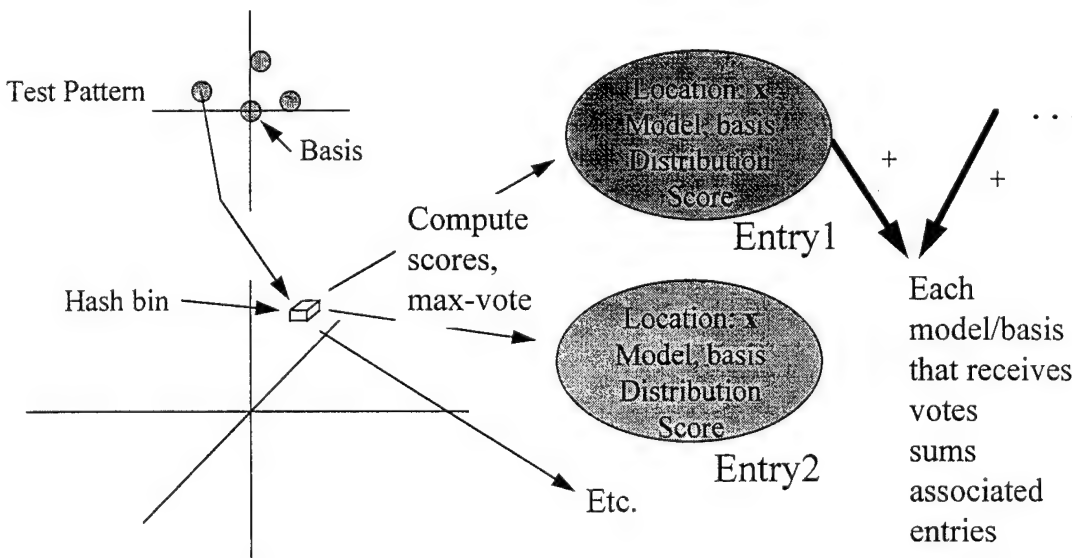 Test Pattern
Basis
Hash bin
Compute
scores,
max-vote
Location: x
Model, basis
Distribution
Score
Entry1
Location: x
Model, basis
Distribution
Score
Entry2
Etc.
+
+
. . .
Each
model/basis
that receives
votes
sums
associated
entries